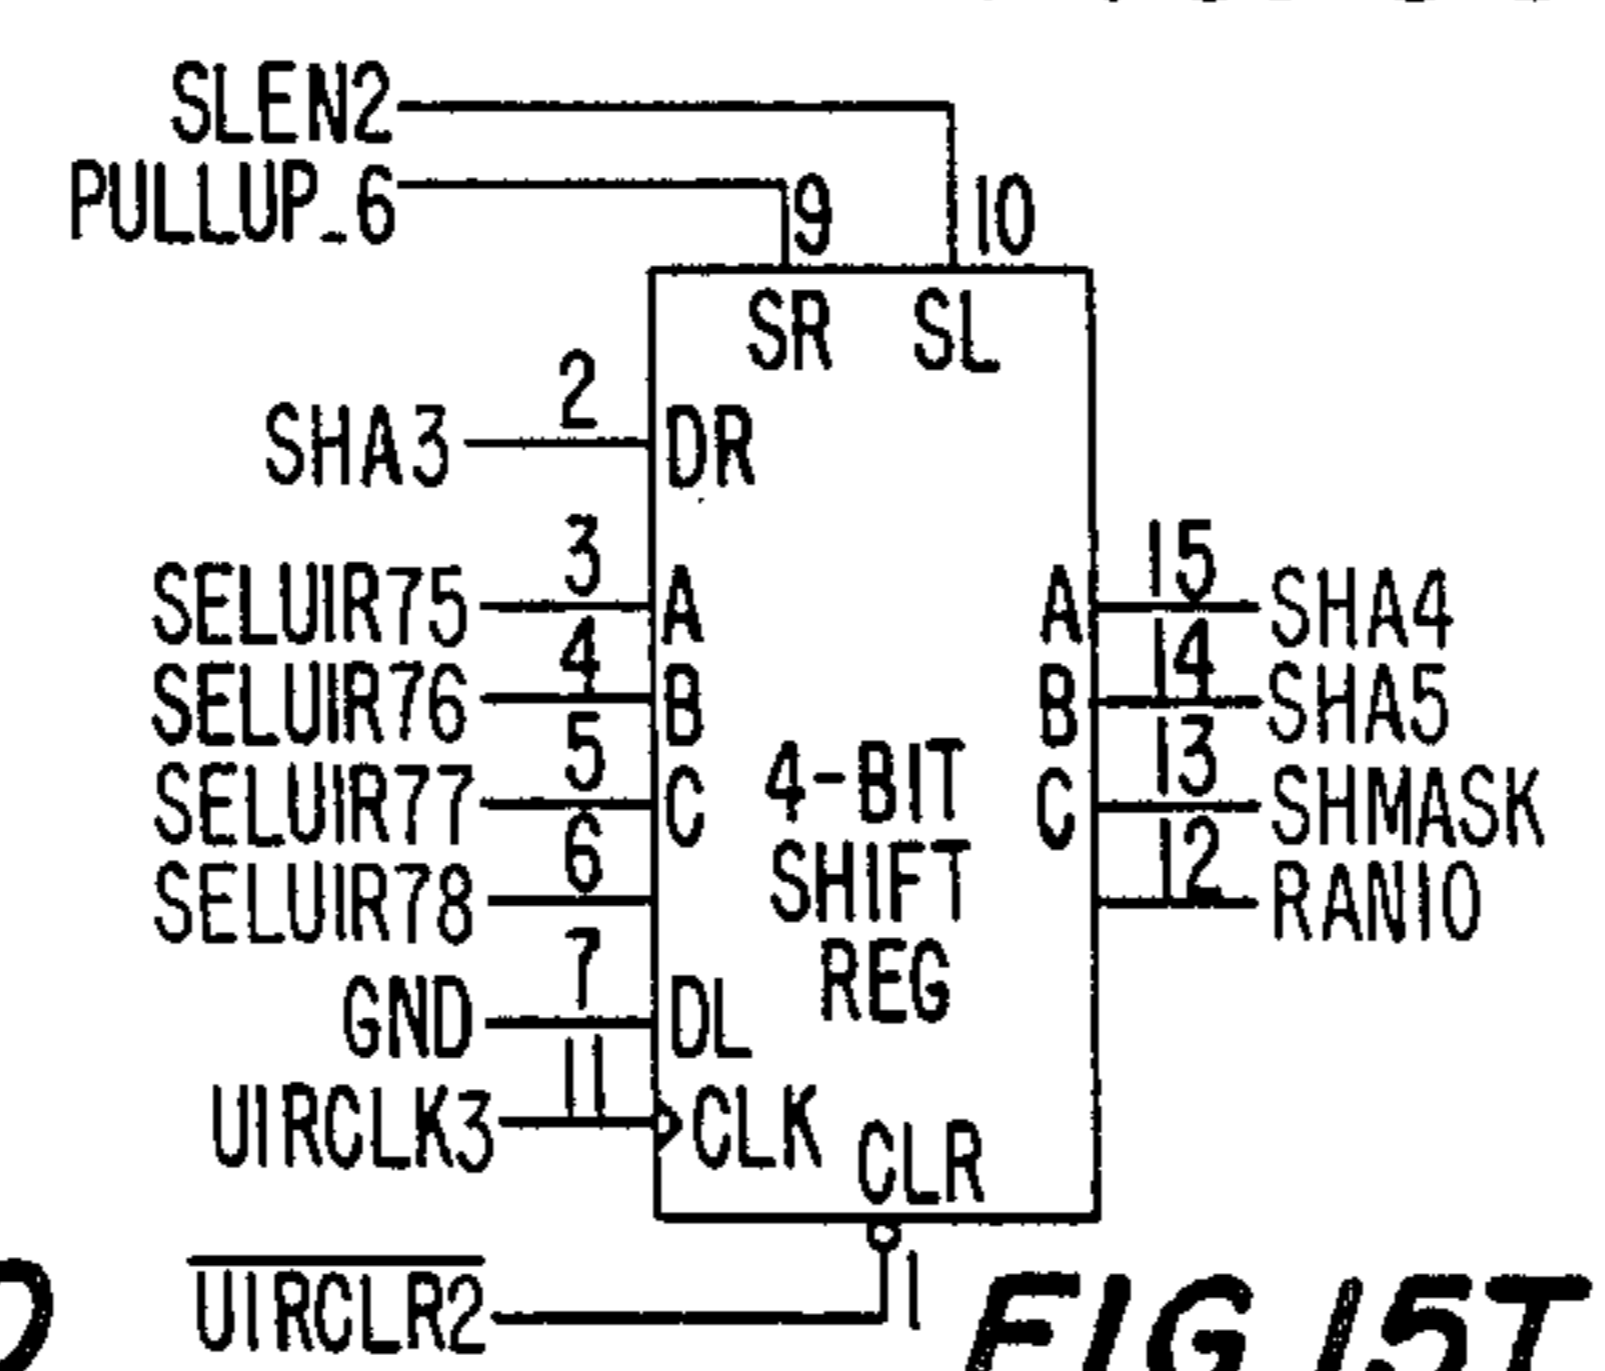 SLEN2
PULLUP_6
9
10
SR SL
2
SHA3 DR
3
15
SELUIR75 A A SHA4
4
14
SELUIR76 B B SHA5
5
13
SELUIR77 C C SHMASK
4-BIT
SHIFT
REG
6
12
SELUIR78 RAN10
7
GND DL
11
UIRCLK3 CLK
CLR
1
UIRCLR2
FIG.15T